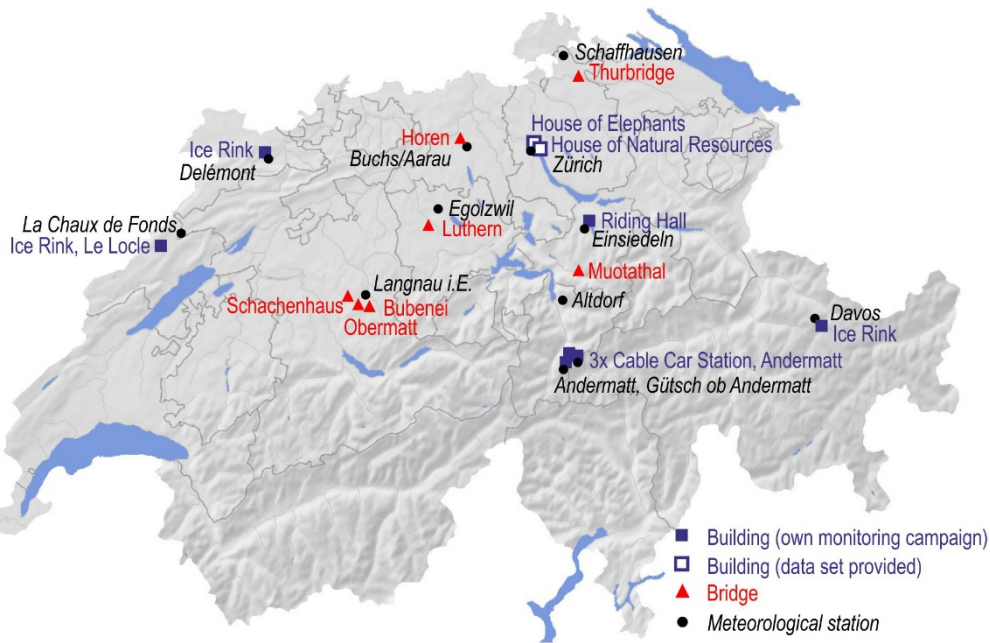 Schaffhausen
Thurbridge
House of Elephants
House of Natural Resources
Zürich
Horen
Buchs/Aarau
Ice Rink
Delémont
Egolzwil
Luthern
La Chaux de Fonds
Ice Rink, Le Locle
Riding Hall
Einsiedeln
Muotathal
Langnau i.E.
Schachenhaus
Bubenei
Obermatt
Altdorf
Davos
Ice Rink
3x Cable Car Station, Andermatt
Andermatt, Gütsch ob Andermatt
Building (own monitoring campaign)
Building (data set provided)
Bridge
Meteorological station